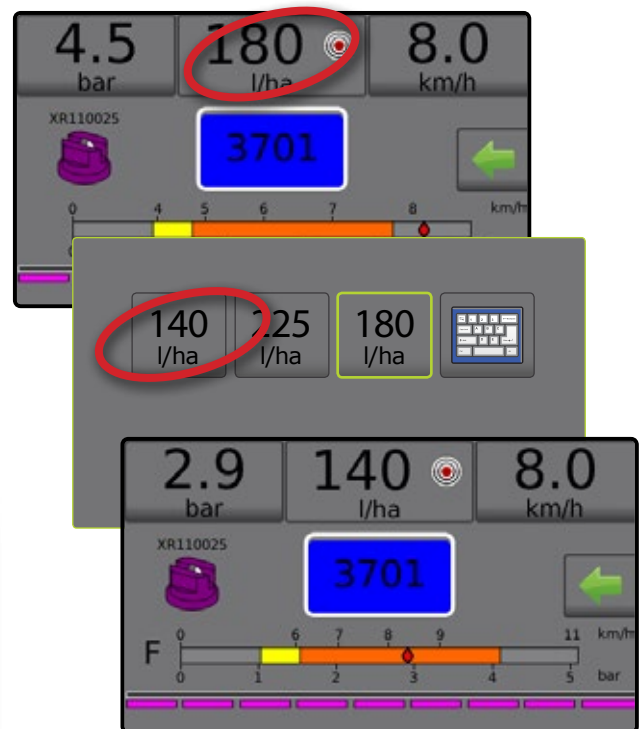 4.5 180 8.0
bar l/ha km/h
XR110025
3701
0 4 5 6 7 8 km/h
140 225 180
l/ha l/ha l/ha
2.9 140 8.0
bar l/ha km/h
XR110025
3701
0 6 7 8 9 11 km/h
F
0 1 2 3 4 5 bar